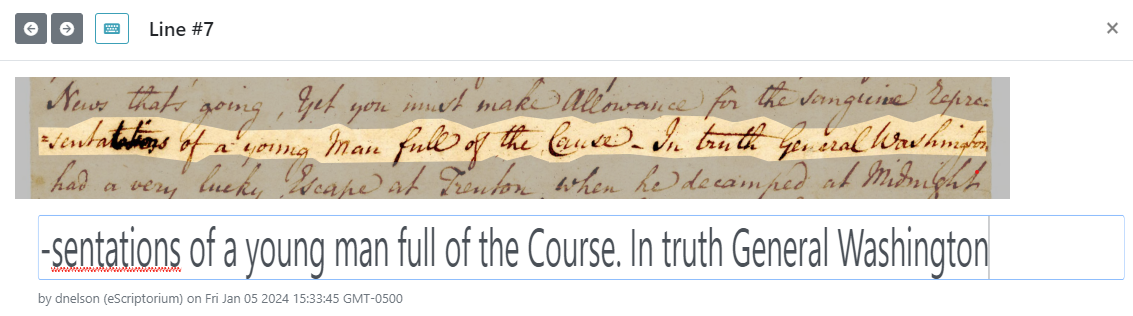 Line #7
News thats going, Yet you must make Allowance for the sanguine Repre=
=sentations of a young Man full of the Cause - In truth General Washington
had a very lucky Escape at Trenton when he decamped at Midnight
-sentations of a young man full of the Course. In truth General Washington
by dnelson (eScriptorium) on Fri Jan 05 2024 15:33:45 GMT-0500